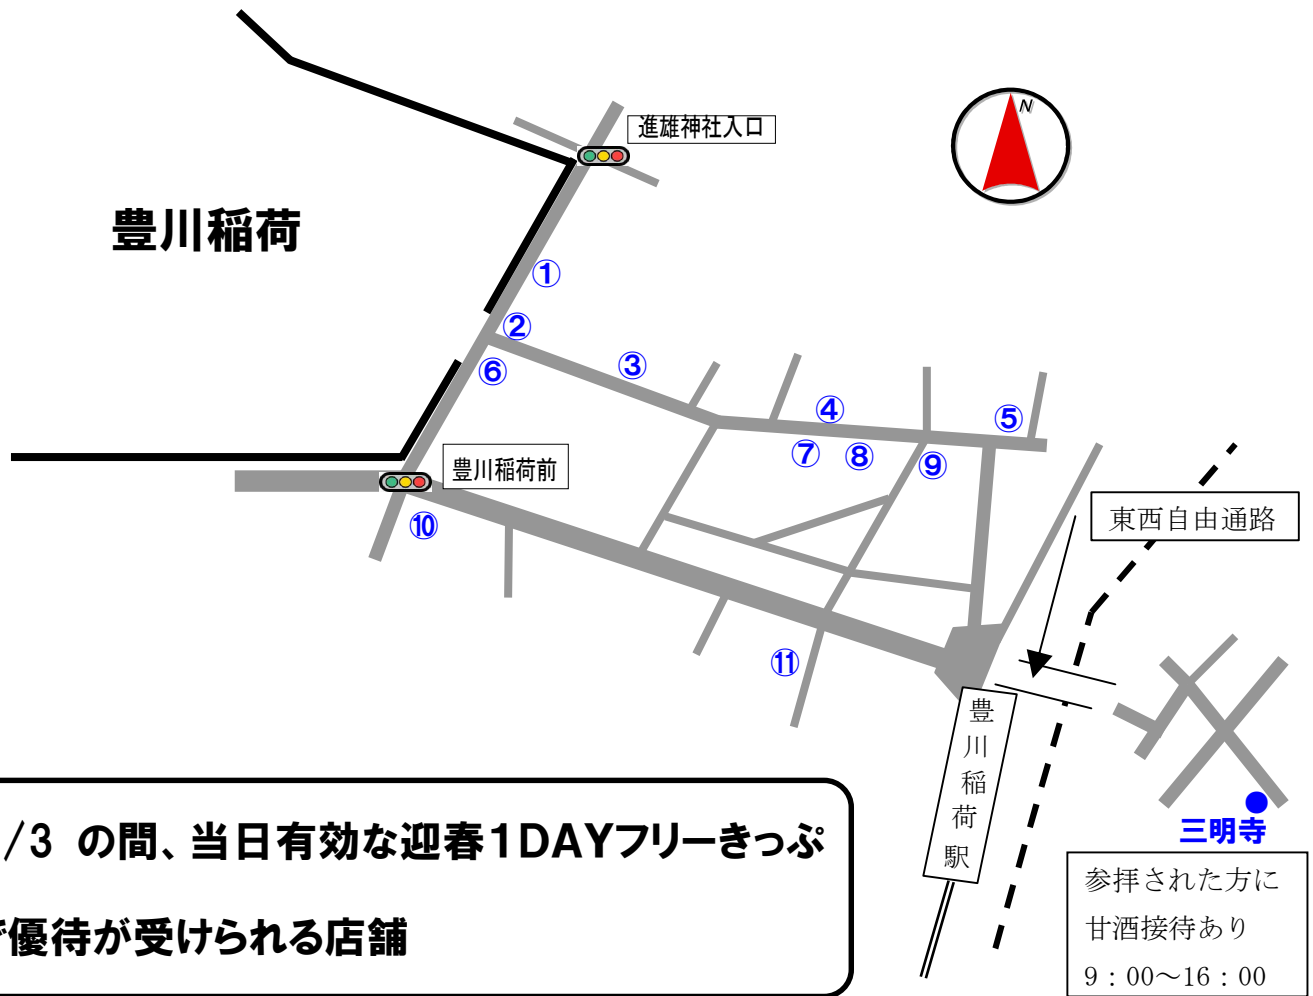 N
進雄神社入口
豊川稲荷
①
②
③
⑥
④
⑤
⑦
⑧
⑨
豊川稲荷前
⑩
東西自由通路
⑪
豊川稲荷駅
三明寺
/3 の間、当日有効な迎春1DAYフリーきっぷ
で優待が受けられる店舗
参拝された方に
甘酒接待あり
9：00～16：00